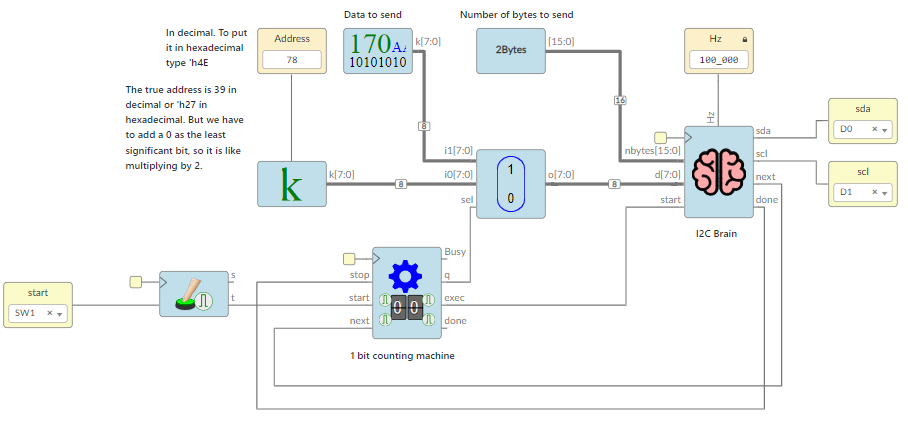 Data to send
Number of bytes to send
In decimal. To put
it in hexadecimal
type 'h4E
Address
78
170
AA
10101010
k[7:0]
2Bytes
[15:0]
Hz
100_000
The true address is 39 in
decimal or 'h27 in
hexadecimal. But we have
to add a 0 as the least
significant bit, so it is like
multiplying by 2.
8
16
Hz
sda
D0
i1[7:0]
nbytes[15:0]
sda
scl
k
k[7:0]
8
i0[7:0]
1
0
o[7:0]
8
d[7:0]
next
scl
D1
sel
start
done
I2C Brain
Busy
start
SW1
s
t
stop
q
start
0 0
exec
next
done
1 bit counting machine